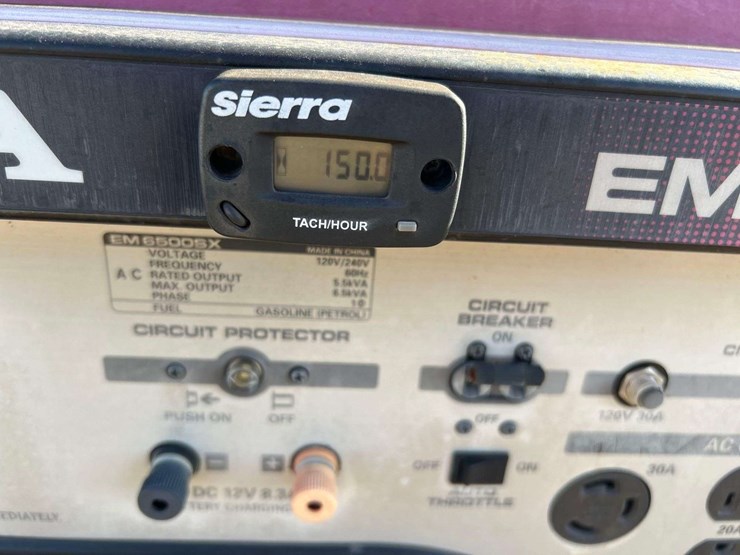 sierra
150.0
TACH/HOUR
A
EM
EM6500SX
MADE IN CHINA
VOLTAGE 120V/240V
FREQUENCY 60Hz
AC RATED OUTPUT 5.5kVA
MAX. OUTPUT 6.5kVA
PHASE
FUEL GASOLINE (PETROL)
CIRCUIT PROTECTOR
PUSH ON OFF
CIRCUIT
BREAKER
ON
OFF
OFF ON
AUTO
THROTTLE
- +
DC 12V 8.3A
CHARGING
120V 30A
AC
30A
20A